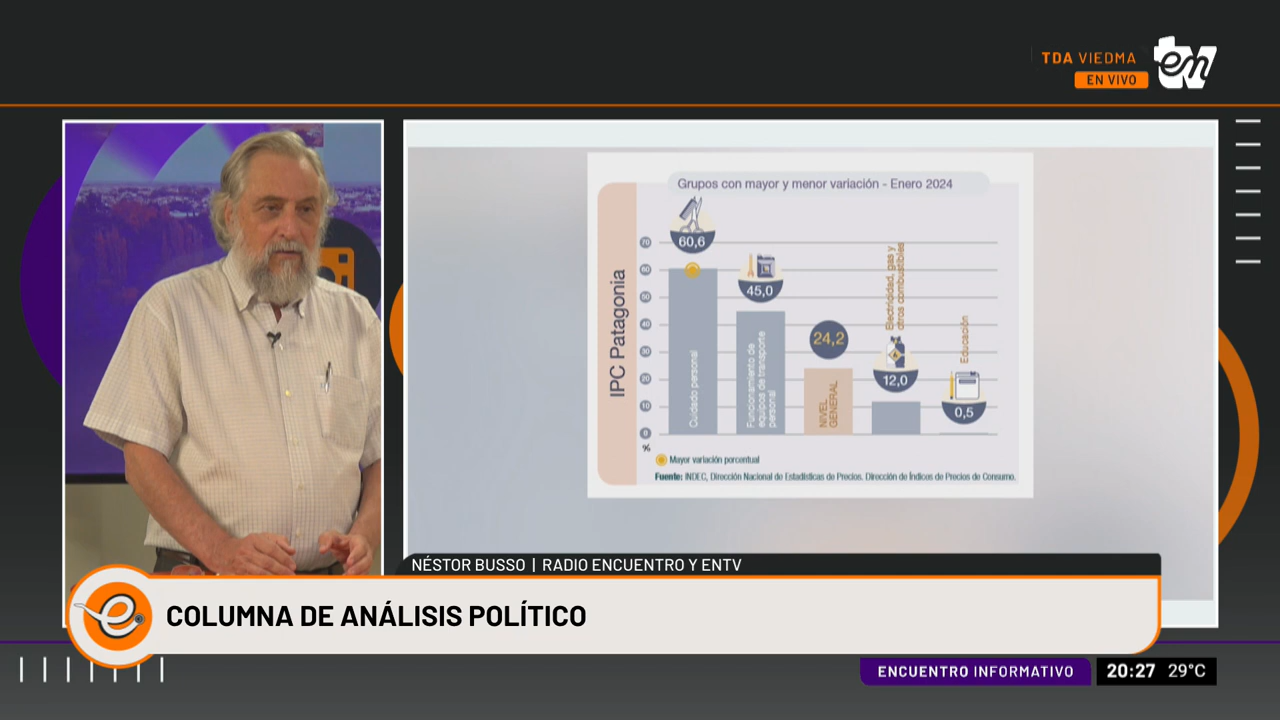 TDA VIEDMA
EN VIVO
entv
Grupos con mayor y menor variación - Enero 2024
IPC Patagonia
70
60
50
40
30
20
10
0
%
60,6
Cuidado personal
45,0
Funcionamiento de
equipos de transporte
personal
24,2
NIVEL
GENERAL
Electricidad, gas y
otros combustibles
12,0
Educación
0,5
Mayor variación porcentual
Fuente: INDEC, Dirección Nacional de Estadísticas de Precios. Dirección de Índices de Precios de Consumo.
NÉSTOR BUSSO | RADIO ENCUENTRO Y ENTV
e
COLUMNA DE ANÁLISIS POLÍTICO
ENCUENTRO INFORMATIVO
20:27 29°C